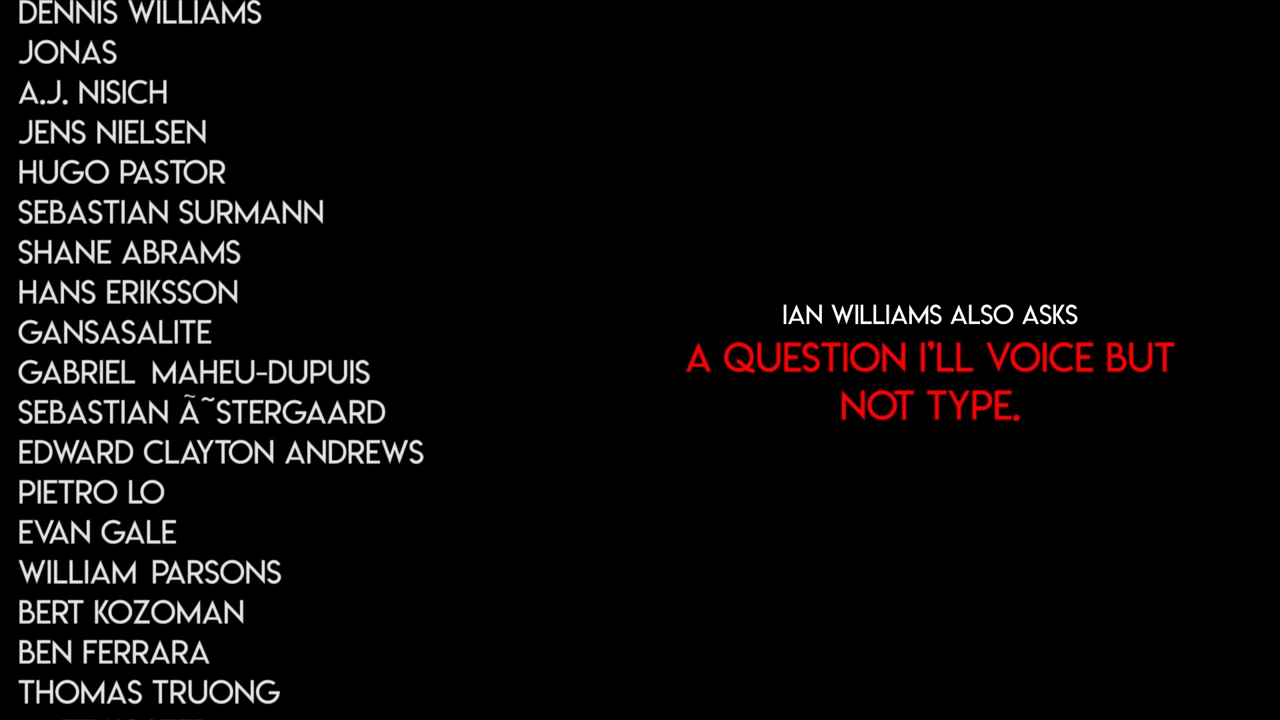 DENNIS WILLIAMS
JONAS
A.J. NISICH
JENS NIELSEN
HUGO PASTOR
SEBASTIAN SURMANN
SHANE ABRAMS
HANS ERIKSSON
GANSASALITE
GABRIEL MAHEU-DUPUIS
SEBASTIAN Ã˜STERGAARD
EDWARD CLAYTON ANDREWS
PIETRO LO
EVAN GALE
WILLIAM PARSONS
BERT KOZOMAN
BEN FERRARA
THOMAS TRUONG
IAN WILLIAMS ALSO ASKS
A QUESTION I'LL VOICE BUT
NOT TYPE.